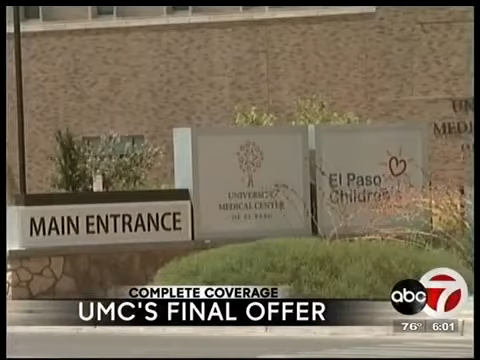 MAIN ENTRANCE
UNIVERSITY
MEDICAL CENTER
OF EL PASO
El Paso
Children
COMPLETE COVERAGE
UMC'S FINAL OFFER
abc 7
76° 6:01